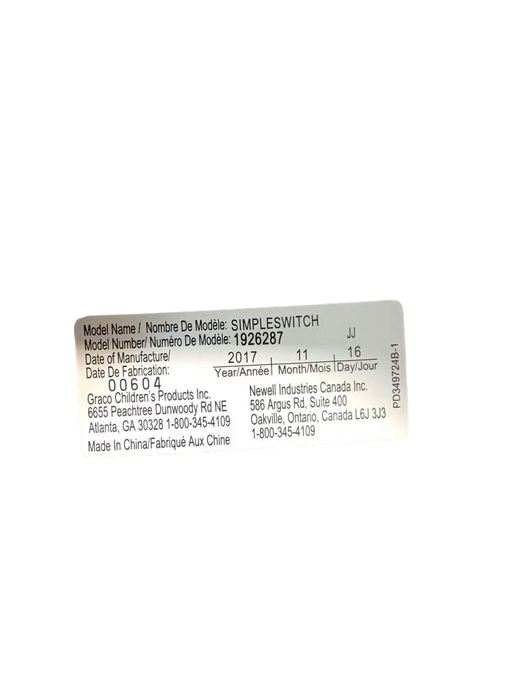 Model Name / Nombre De Modèle: SIMPLESWITCH
Model Number/ Numéro De Modèle: 1926287
JJ
Date of Manufacture/
Date De Fabrication:
2017 11 16
Year/Année Month/Mois Day/Jour
00604
Graco Children's Products Inc.
6655 Peachtree Dunwoody Rd NE
Atlanta, GA 30328 1-800-345-4109
Made In China/Fabriqué Aux Chine
Newell Industries Canada Inc.
586 Argus Rd, Suite 400
Oakville, Ontario, Canada L6J 3J3
1-800-345-4109
PD349724B-1